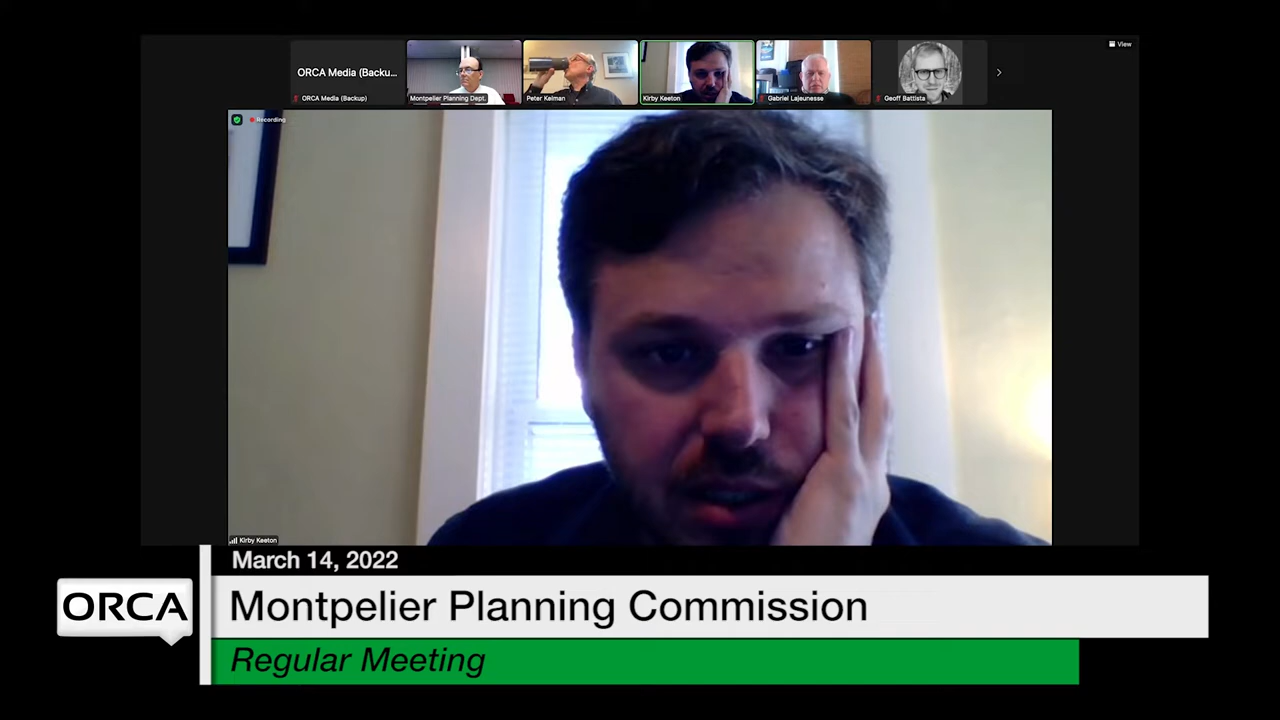 View
ORCA Media (Backu...
ORCA Media (Backup)
Montpelier Planning Dept.
Peter Kelman
Kirby Keeton
Gabriel Lajeunesse
Geoff Battista
Recording
Kirby Keeton
March 14, 2022
ORCA
Montpelier Planning Commission
Regular Meeting